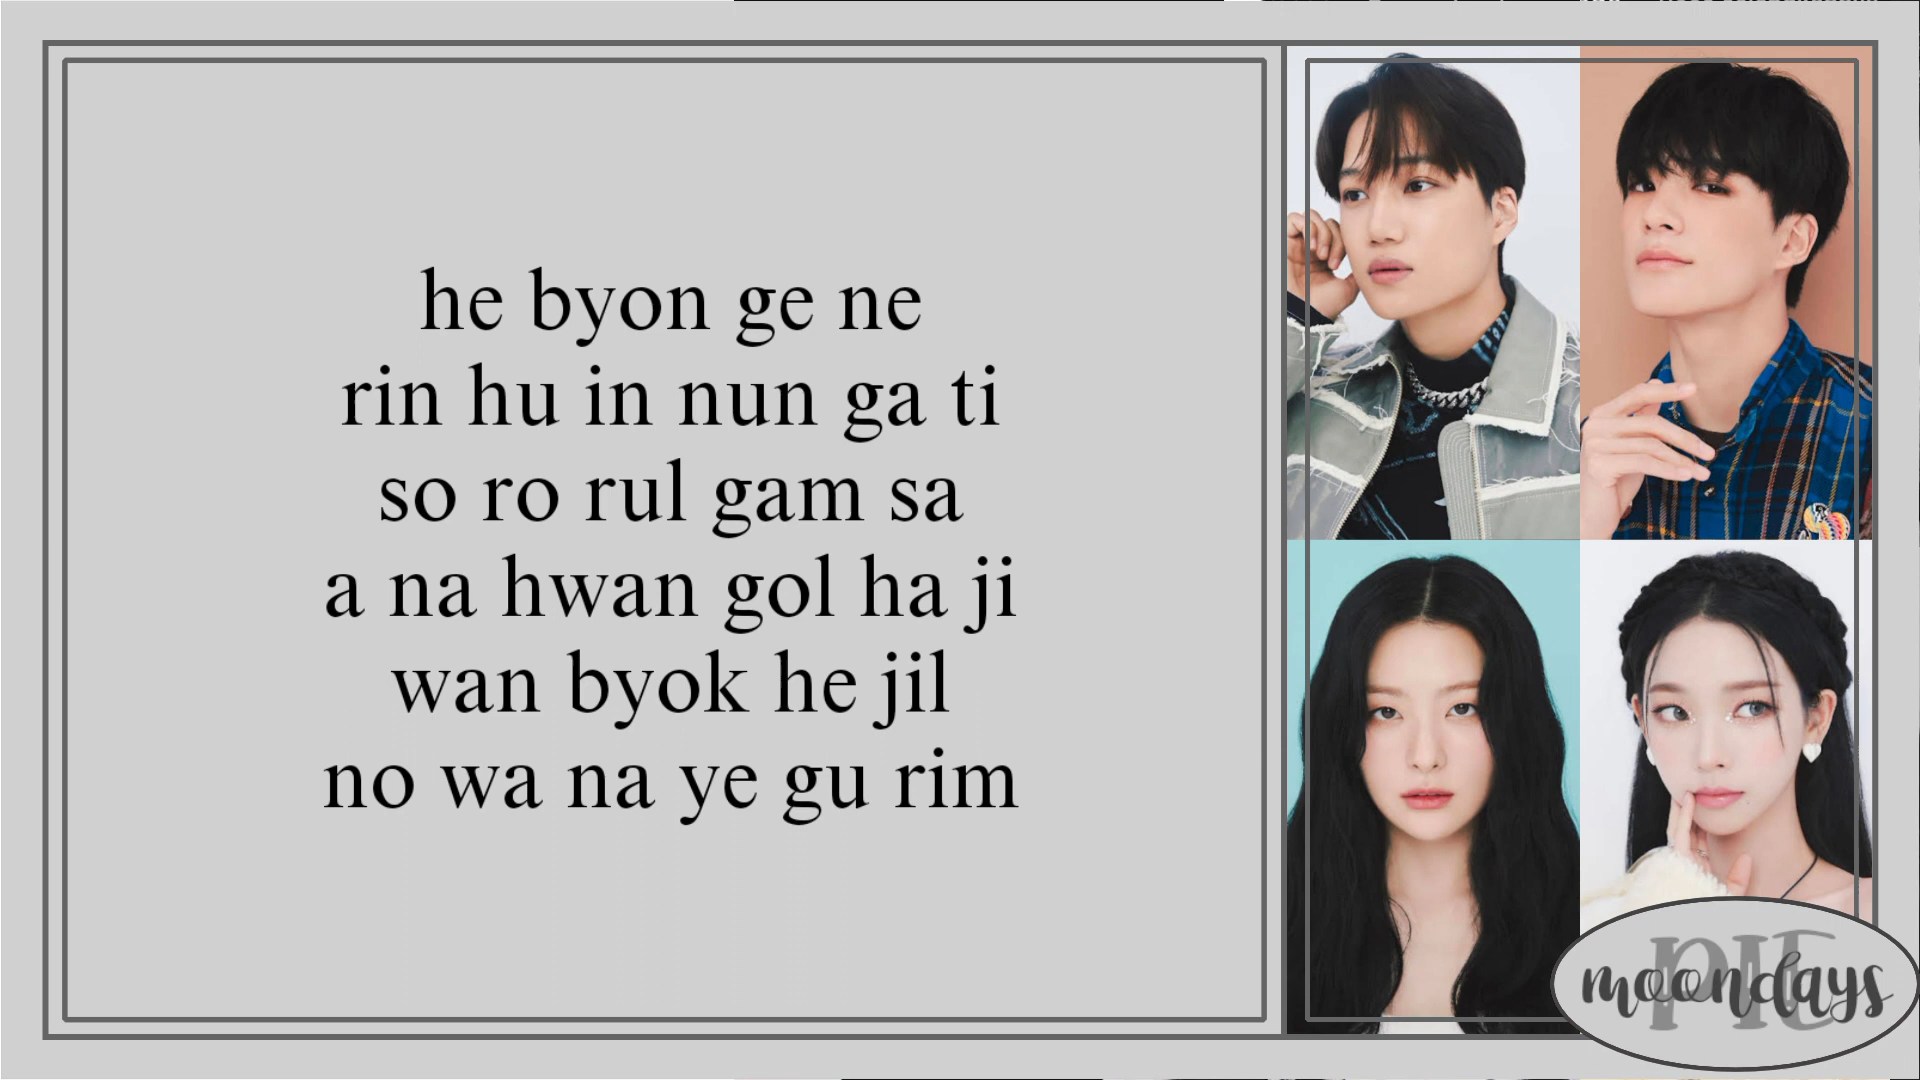 he byon ge ne
rin hu in nun ga ti
so ro rul gam sa
a na hwan gol ha ji
wan byok he jil
no wa na ye gu rim
PIT
moondays